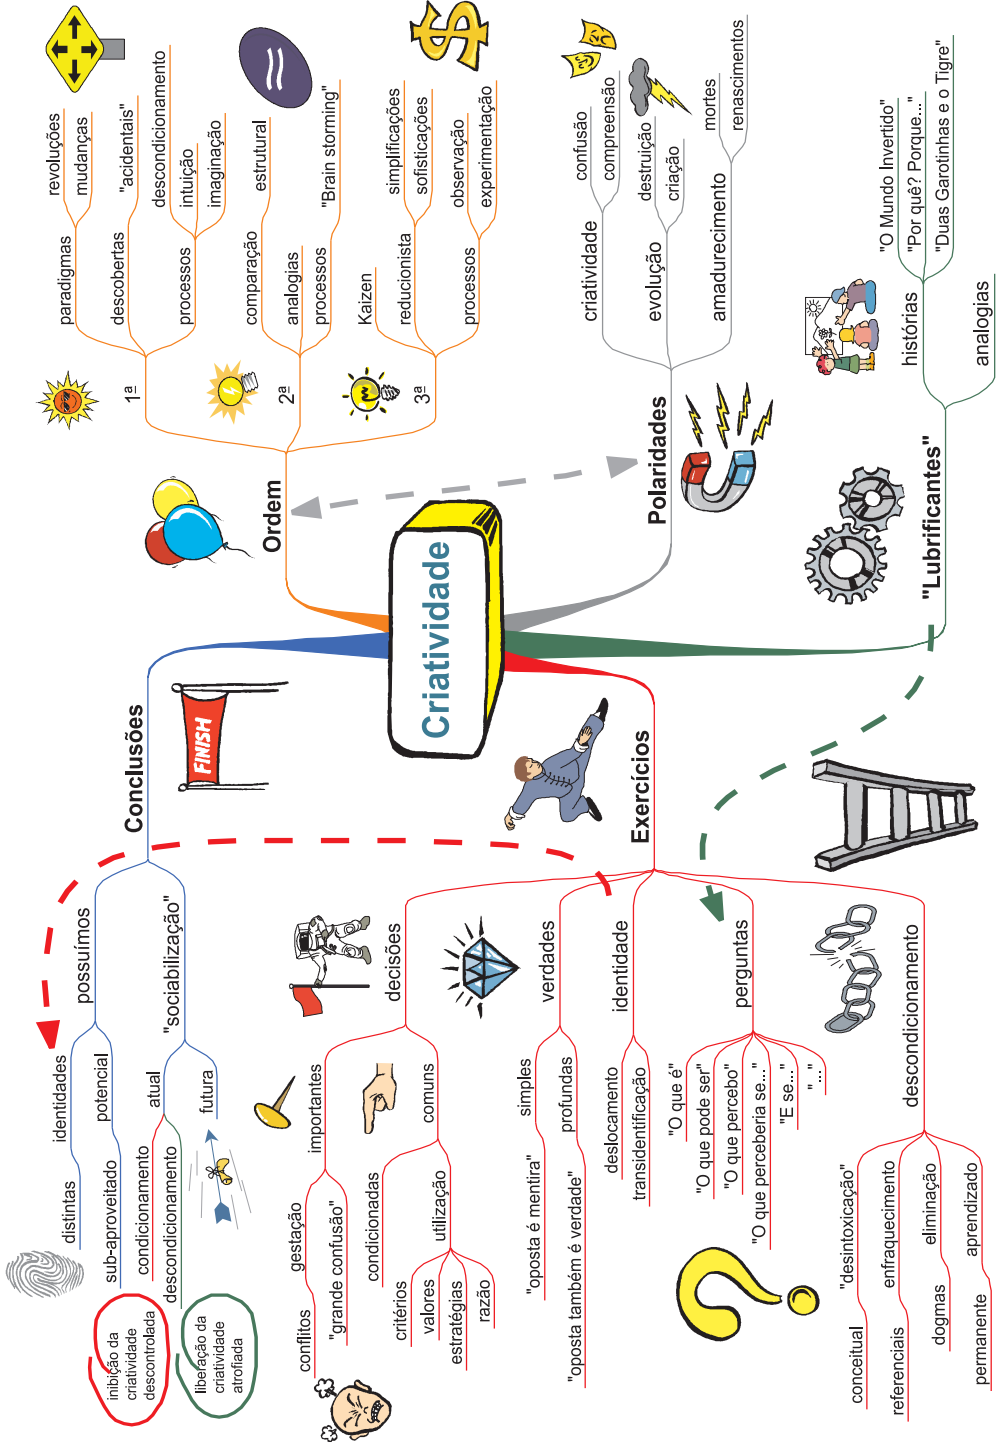 Criatividade
Ordem
1ª
paradigmas
revoluções
mudanças
descobertas
"acidentais"
processos
descondicionamento
intuição
imaginação
2ª
comparação
estrutural
analogias
processos
"Brain storming"
3ª
Kaizen
reducionista
simplificações
sofisticações
processos
observação
experimentação
Polaridades
criatividade
confusão
compreensão
evolução
destruição
criação
amadurecimento
mortes
renascimentos
"Lubrificantes"
histórias
"O Mundo Invertido"
"Por quê? Porque..."
"Duas Garotinhas e o Tigre"
analogias
Exercícios
decisões
importantes
gestação
conflitos
"grande confusão"
comuns
condicionadas
utilização
critérios
valores
estratégias
razão
verdades
simples
"oposta é mentira"
profundas
"oposta também é verdade"
identidade
deslocamento
transidentificação
perguntas
"O que é"
"O que pode ser"
"O que percebo"
"O que perceberia se..."
"E se..."
" ..."
descondicionamento
"desintoxicação"
conceitual
enfraquecimento
referenciais
eliminação
dogmas
aprendizado
permanente
Conclusões
FINISH
possuímos
identidades
distintas
potencial
sub-aproveitado
"sociabilização"
atual
condicionamento
inibição da
criatividade
descontrolada
descondicionamento
liberação da
criatividade
atrofiada
futura